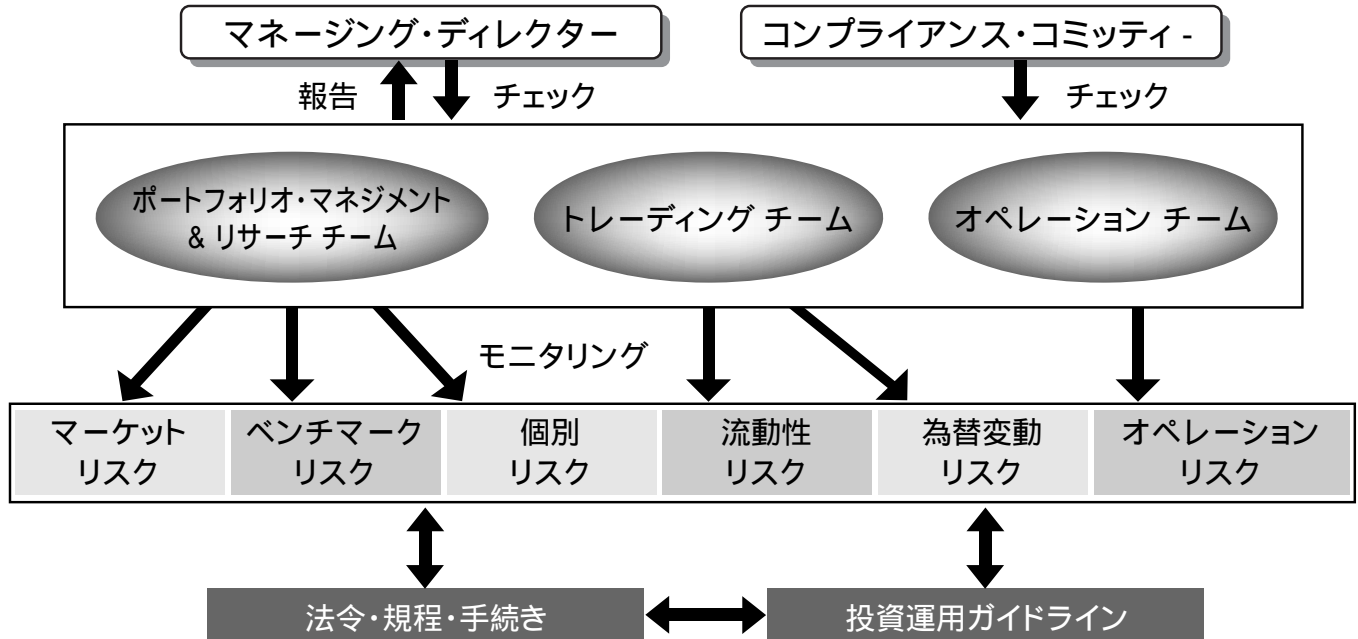 マネージング・ディレクター
コンプライアンス・コミッティ -
報告
チェック
チェック
ポートフォリオ・マネジメント
& リサーチ チーム
トレーディング チーム
オペレーション チーム
モニタリング
マーケット
リスク
ベンチマーク
リスク
個別
リスク
流動性
リスク
為替変動
リスク
オペレーション
リスク
法令・規程・手続き
投資運用ガイドライン